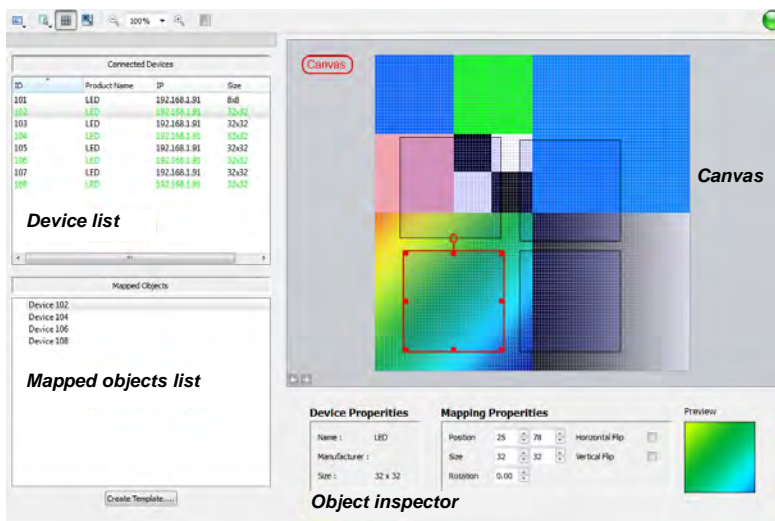 100%
Connected Devices
ID Product Name IP Size
101 LED 192.168.1.91 8x8
102 LED 192.168.1.91 32x32
103 LED 192.168.1.91 32x32
104 LED 192.168.1.91 32x32
105 LED 192.168.1.91 32x32
106 LED 192.168.1.91 32x32
107 LED 192.168.1.91 32x32
108 LED 192.168.1.91 32x32
Device list
Mapped Objects
Device 102
Device 104
Device 106
Device 108
Mapped objects list
Create Template....
Canvas
Canvas
Device Properities
Name : LED
Manufacturer :
Size : 32 x 32
Mapping Properities
Position 25 78 Horizontal Flip
Size 32 32 Vertical Flip
Rotation 0.00
Preview
Object inspector